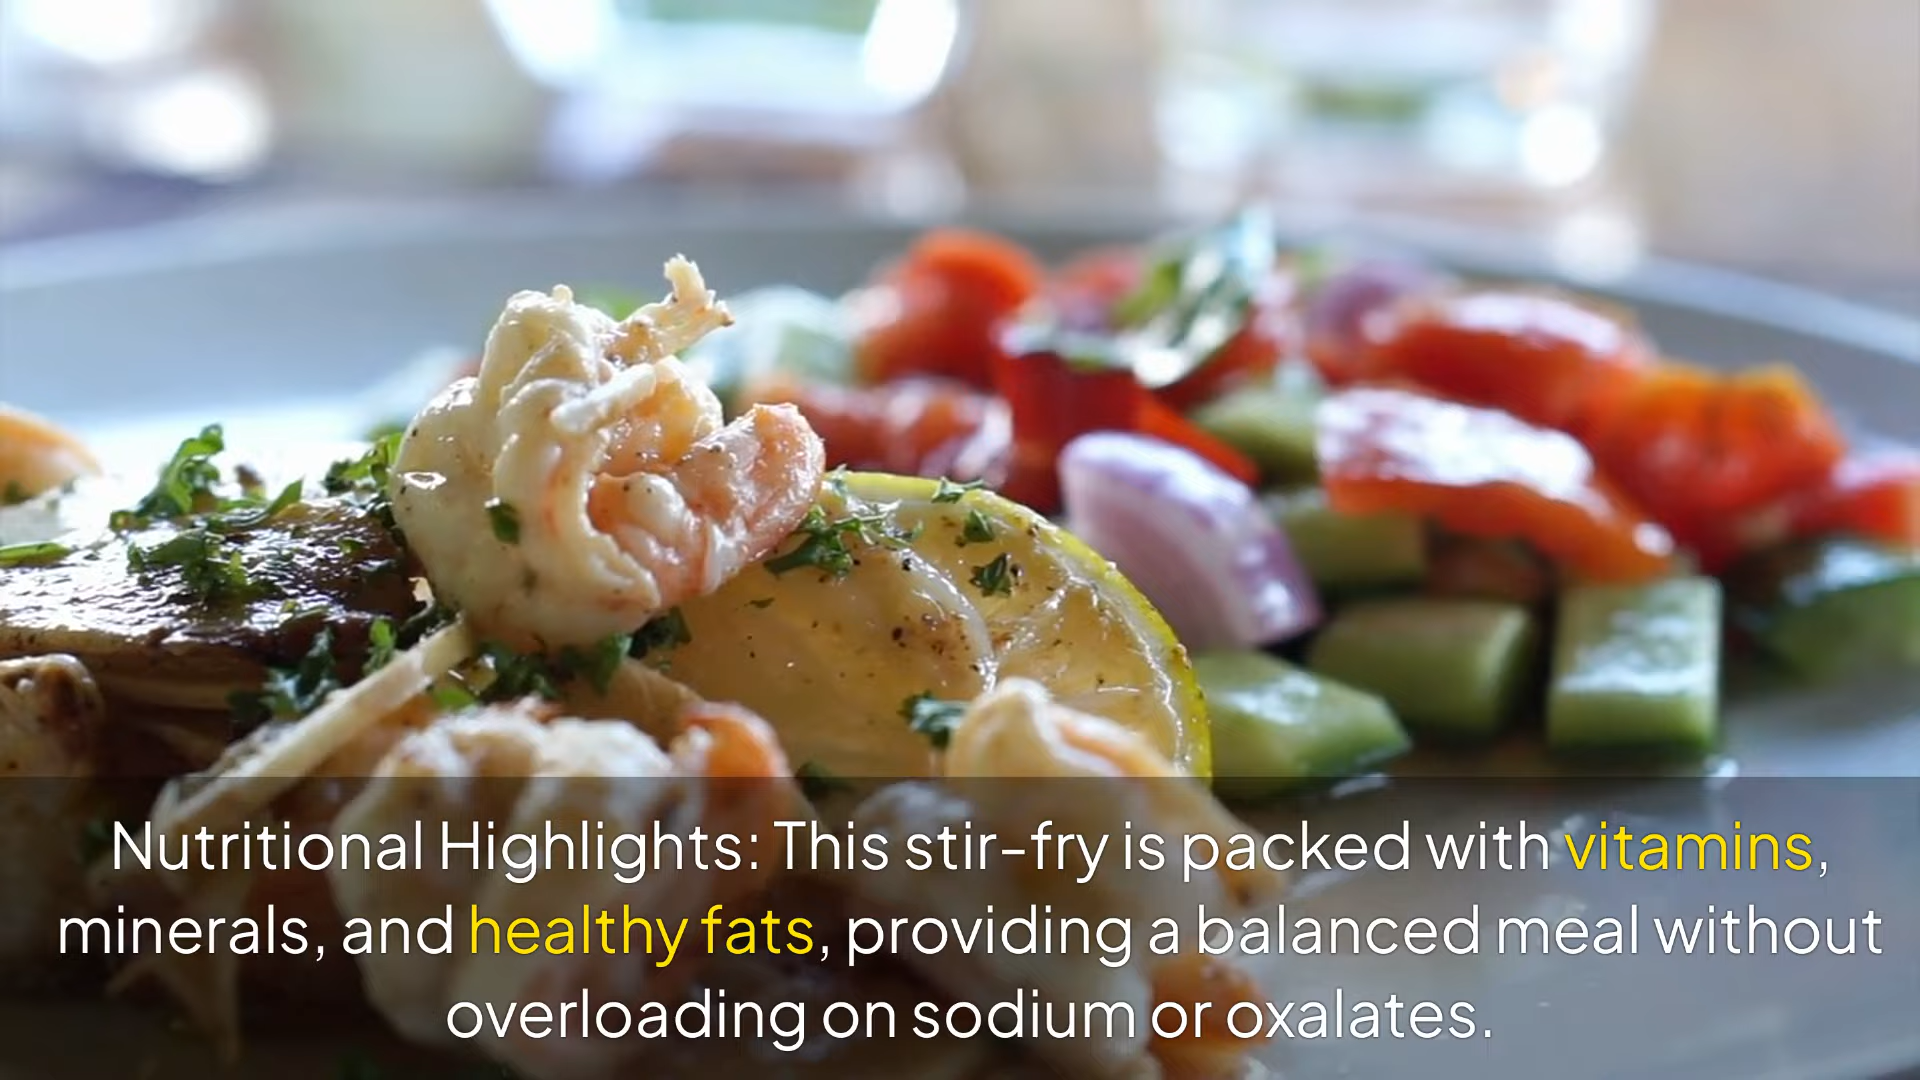 Nutritional Highlights: This stir-fry is packed with vitamins,
minerals, and healthy fats, providing a balanced meal without
overloading on sodium or oxalates.